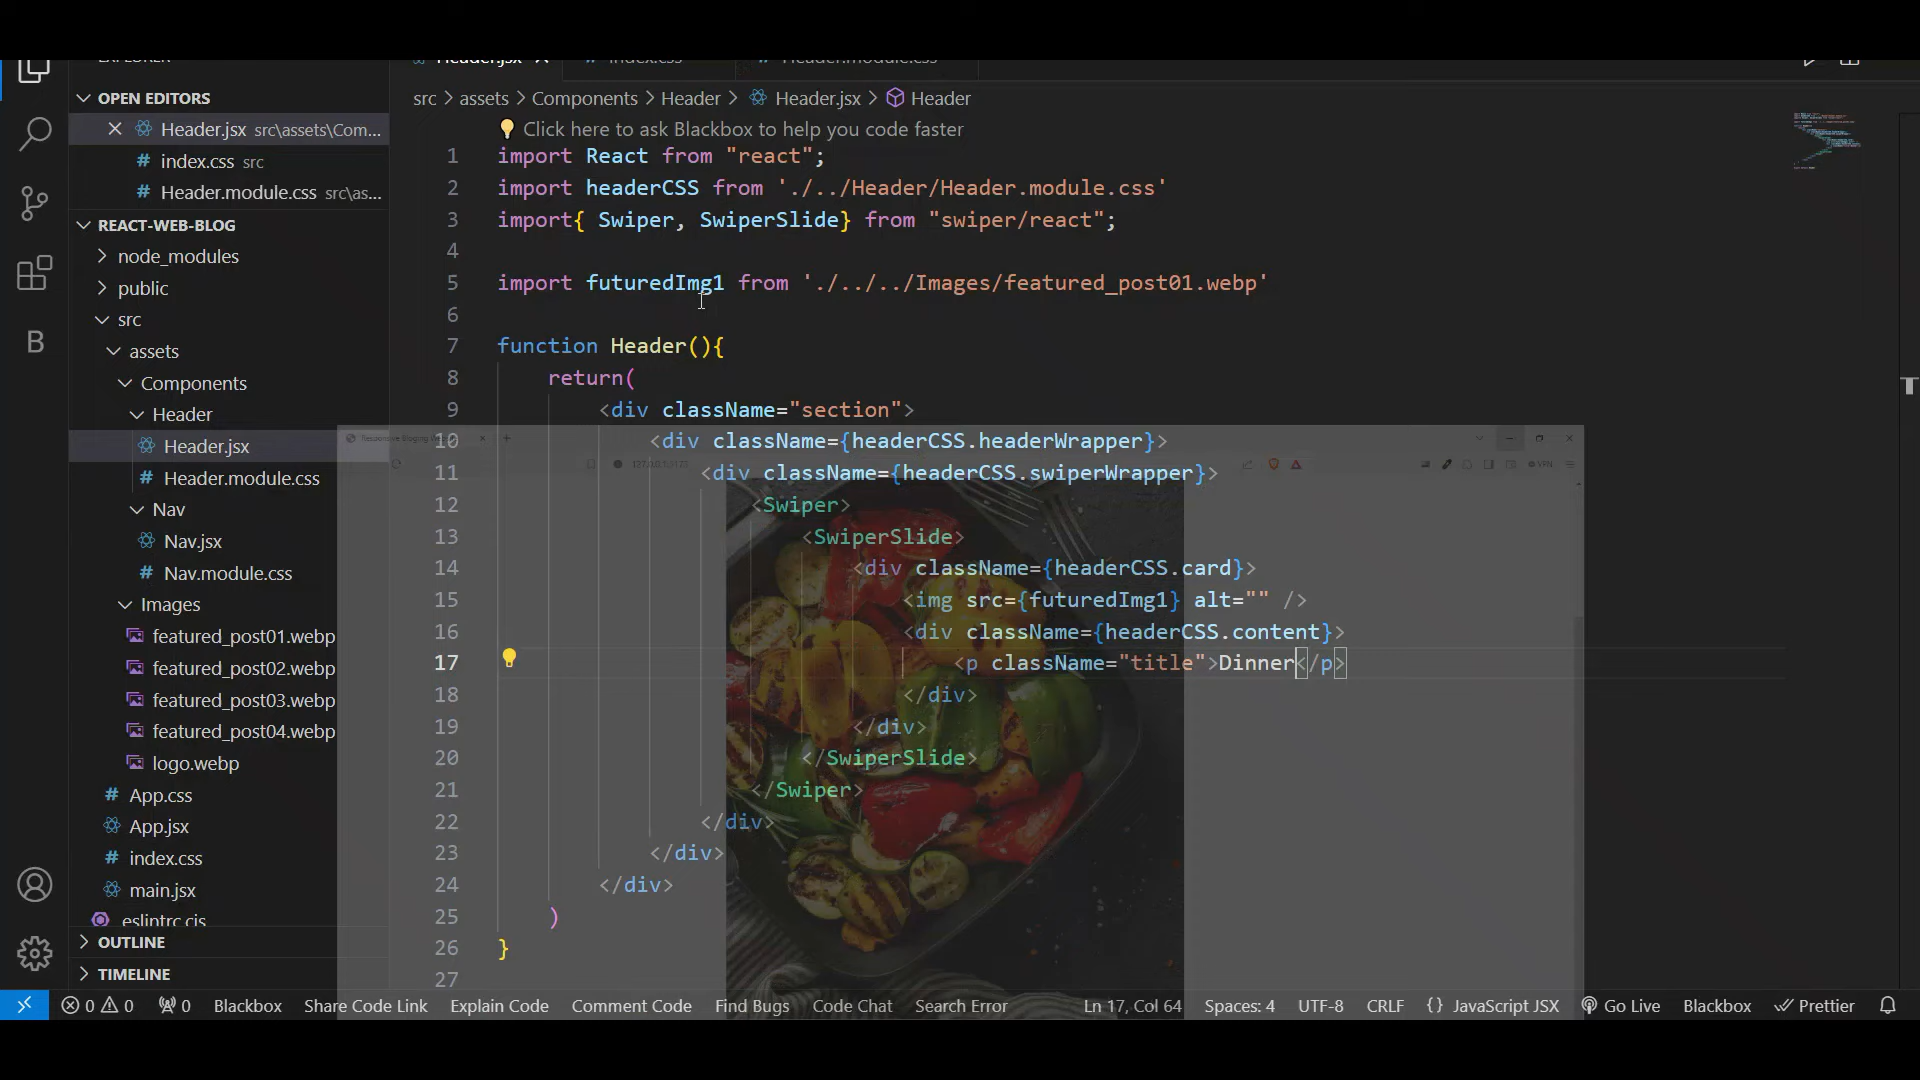 EXPLORER
OPEN EDITORS
Header.jsx src\assets\Com...
index.css src
Header.module.css src\as...
REACT-WEB-BLOG
node_modules
public
src
assets
Components
Header
Header.jsx
Header.module.css
Nav
Nav.jsx
Nav.module.css
Images
featured_post01.webp
featured_post02.webp
featured_post03.webp
featured_post04.webp
logo.webp
App.css
App.jsx
index.css
main.jsx
eslintrc.cjs
OUTLINE
TIMELINE
Header.jsx index.css Header.module.css
src > assets > Components > Header > Header.jsx > Header
Click here to ask Blackbox to help you code faster
1 import React from "react";
2 import headerCSS from './../Header/Header.module.css'
3 import{ Swiper, SwiperSlide} from "swiper/react";
4
5 import futuredImg1 from './../../Images/featured_post01.webp'
6
7 function Header(){
8 return(
9 <div className="section">
10 <div className={headerCSS.headerWrapper}>
11 <div className={headerCSS.swiperWrapper}>
12 <Swiper>
13 <SwiperSlide>
14 <div className={headerCSS.card}>
15 <img src={futuredImg1} alt="" />
16 <div className={headerCSS.content}>
17 <p className="title">Dinner</p>
18 </div>
19 </div>
20 </SwiperSlide>
21 </Swiper>
22 </div>
23 </div>
24 </div>
25 )
26 }
27
0 0 0 Blackbox Share Code Link Explain Code Comment Code Find Bugs Code Chat Search Error Ln 17, Col 64 Spaces: 4 UTF-8 CRLF {} JavaScript JSX Go Live Blackbox Prettier